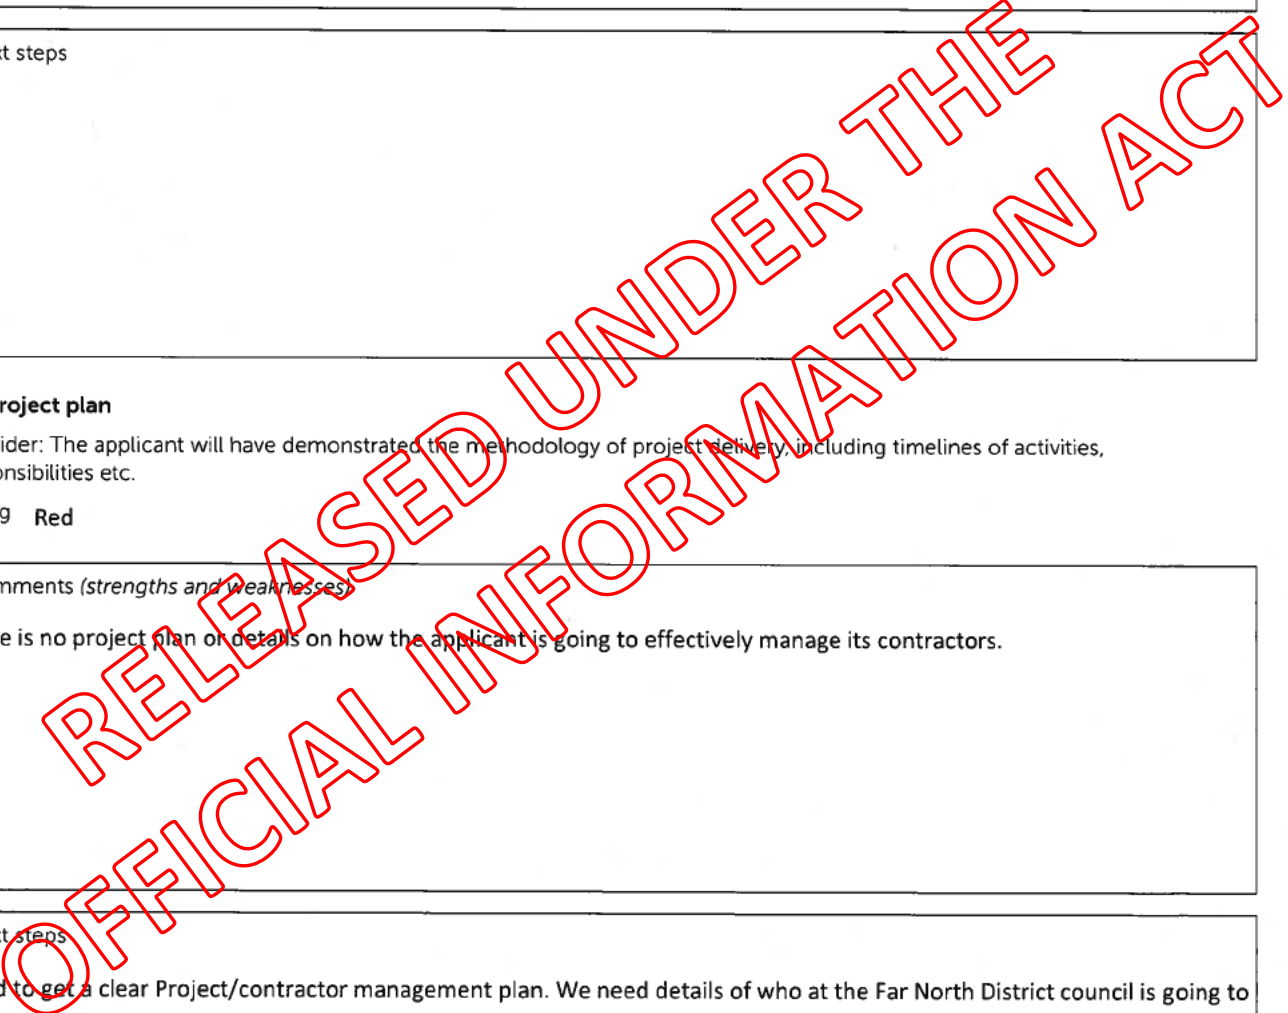 t steps
roject plan
ider: The applicant will have demonstrated the methodology of project delivery, including timelines of activities,
onsibilities etc.
g Red
mments (strengths and weaknesses)
e is no project plan or details on how the applicant is going to effectively manage its contractors.
t steps
d to get a clear Project/contractor management plan. We need details of who at the Far North District council is going to
RELEASED UNDER THE
OFFICIAL INFORMATION ACT